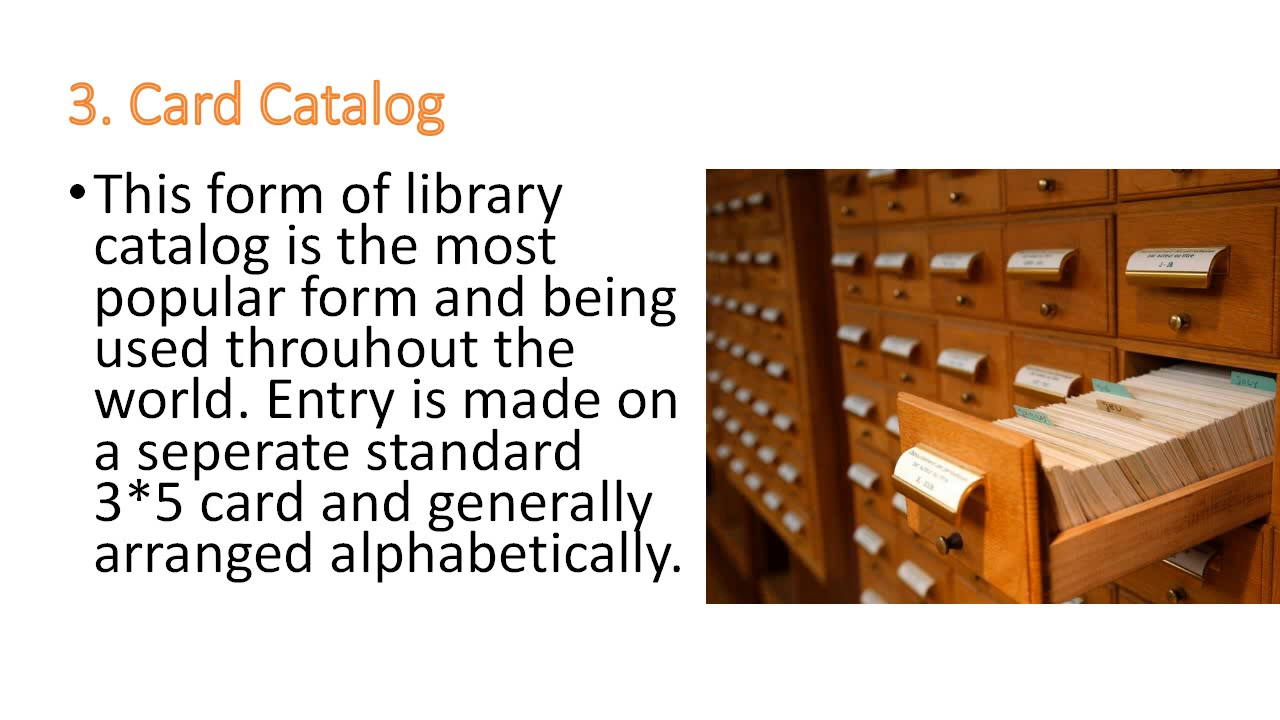 3. Card Catalog
•This form of library
catalog is the most
popular form and being
used throuhout the
world. Entry is made on
a seperate standard
3*5 card and generally
arranged alphabetically.